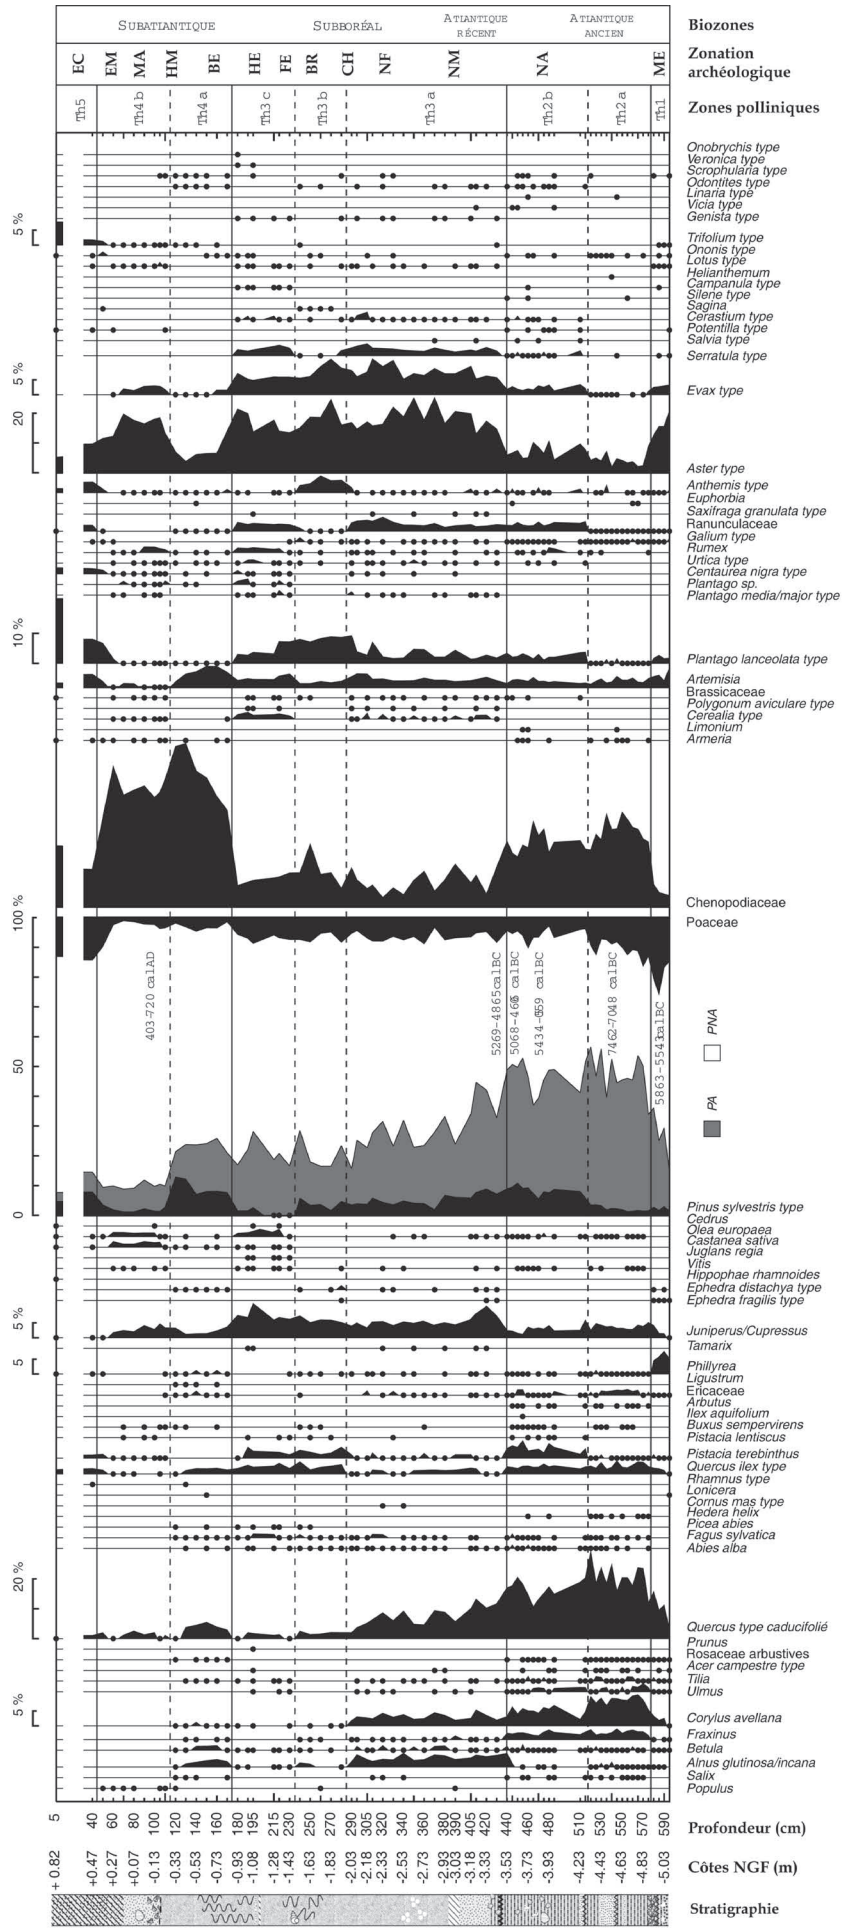 SUBATLANTIQUE SUBBORÉAL ATLANTIQUE RÉCENT ATLANTIQUE ANCIEN Biozones
EC EM MA HM BE HE FE BR CH NF NM NA ME Zonation archéologique
Th5 Th4b Th4a Th3c Th3b Th3a Th2b Th2a Th1 Zones polliniques
Onobrychis type
Veronica type
Scrophularia type
Odontites type
Linaria type
Vicia type
Genista type
5 %
Trifolium type
Ononis type
Lotus type
Helianthemum
Campanula type
Silene type
Sagina
Cerastium type
Potentilla type
Salvia type
Serratula type
5 %
Evax type
20
Aster type
Anthemis type
Euphorbia
Saxifraga granulata type
Ranunculaceae
Galium type
Rumex
Urtica type
Centaurea nigra type
Plantago sp.
Plantago media/major type
10 %
Plantago lanceolata type
Artemisia
Brassicaceae
Polygonum aviculare type
Cerealia type
Limonium
Armeria
Chenopodiaceae
100 %
Poaceae
403-720 calAD
5269-4865 calBC
calBC
calBC
7462-7048 calBC
calBC
PNA
50
PA
0
Pinus sylvestris type
Cedrus
Olea europaea
Castanea sativa
Juglans regia
Vitis
Hippophae rhamnoides
Ephedra distachya type
Ephedra fragilis type
5 %
Juniperus/Cupressus
Tamarix
5
Phillyrea
Ligustrum
Ericaceae
Arbutus
Ilex aquifolium
Buxus sempervirens
Pistacia lentiscus
Pistacia terebinthus
Quercus ilex type
Rhamnus type
Lonicera
Cornus mas type
Hedera helix
Picea abies
Fagus sylvatica
Abies alba
20 %
Quercus type caducifolié
Prunus
Rosaceae arbustives
Acer campestre type
Tilia
Ulmus
5 %
Corylus avellana
Fraxinus
Betula
Alnus glutinosa/incana
Salix
Populus
5 40 60 80 100 120 140 160 180 195 215 230 250 270 290 305 320 340 360 380 390 405 420 440 460 480 510 530 550 570 590 Profondeur (cm)
+ 0.82 +0.47 +0.27 +0.07 -0.13 -0.33 -0.53 -0.73 -0.93 -1.08 -1.28 -1.43 -1.63 -1.83 -2.03 -2.18 -2.33 -2.53 -2.73 -2.93 -3.03 -3.18 -3.33 -3.53 -3.73 -3.93 -4.23 -4.43 -4.63 -4.83 -5.03 Côtes NGF (m)
Stratigraphie